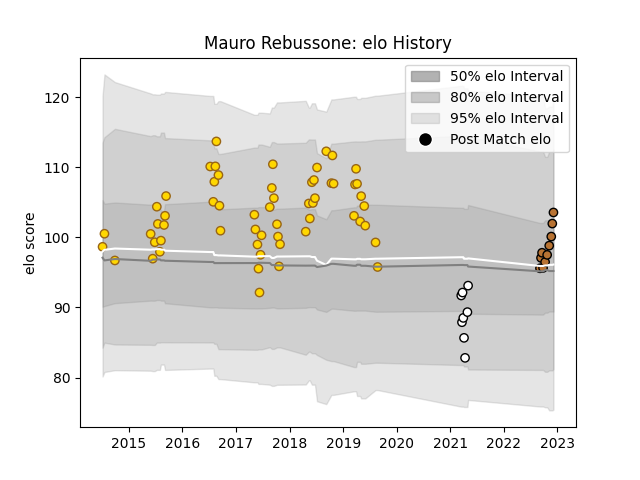 Mauro Rebussone: elo History
50% elo Interval
80% elo Interval
95% elo Interval
Post Match elo
elo score
120
110
100
90
80
2015 2016 2017 2018 2019 2020 2021 2022 2023